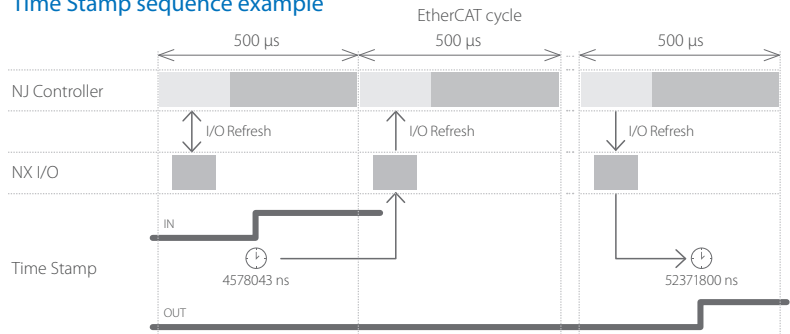 Time Stamp sequence example
EtherCAT cycle
500 µs
500 µs
500 µs
NJ Controller
I/O Refresh
I/O Refresh
I/O Refresh
NX I/O
IN
Time Stamp
4578043 ns
52371800 ns
OUT